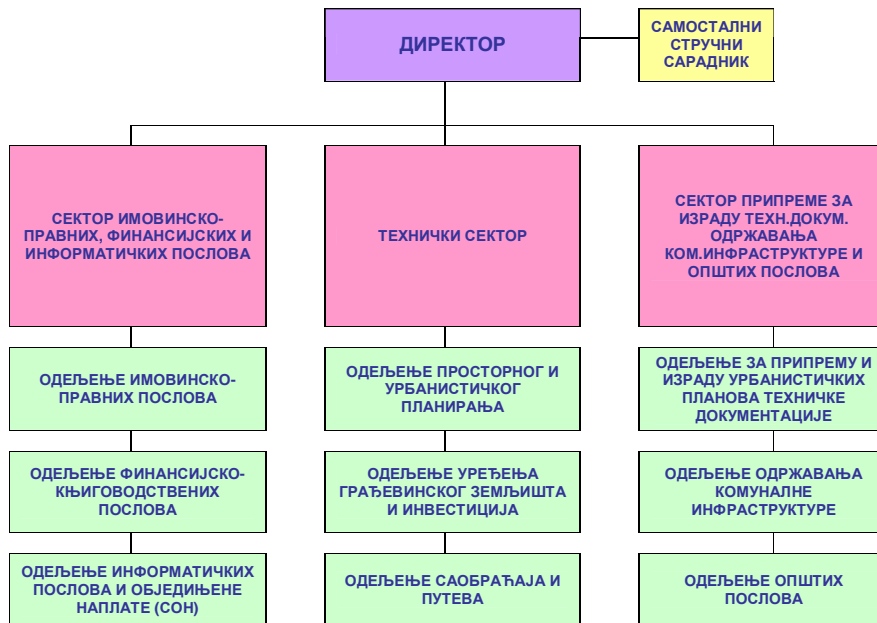 ДИРЕКТОР
САМОСТАЛНИ
СТРУЧНИ
САРАДНИК
СЕКТОР ИМОВИНСКО-
ПРАВНИХ, ФИНАНСИЈСКИХ И
ИНФОРМАТИЧКИХ ПОСЛОВА
ТЕХНИЧКИ СЕКТОР
СЕКТОР ПРИПРЕМЕ ЗА
ИЗРАДУ ТЕХН.ДОКУМ.
ОДРЖАВАЊА
КОМ.ИНФРАСТРУКТУРЕ И
ОПШТИХ ПОСЛОВА
ОДЕЉЕЊЕ ИМОВИНСКО-
ПРАВНИХ ПОСЛОВА
ОДЕЉЕЊЕ ПРОСТОРНОГ И
УРБАНИСТИЧКОГ
ПЛАНИРАЊА
ОДЕЉЕЊЕ ЗА ПРИПРЕМУ И
ИЗРАДУ УРБАНИСТИЧКИХ
ПЛАНОВА ТЕХНИЧКЕ
ДОКУМЕНТАЦИЈЕ
ОДЕЉЕЊЕ ФИНАНСИЈСКО-
КЊИГОВОДСТВЕНИХ
ПОСЛОВА
ОДЕЉЕЊЕ УРЕЂЕЊА
ГРАЂЕВИНСКОГ ЗЕМЉИШТА
И ИНВЕСТИЦИЈА
ОДЕЉЕЊЕ ОДРЖАВАЊА
КОМУНАЛНЕ
ИНФРАСТРУКТУРЕ
ОДЕЉЕЊЕ ИНФОРМАТИЧКИХ
ПОСЛОВА И ОБЈЕДИЊЕНЕ
НАПЛАТЕ (СОН)
ОДЕЉЕЊЕ САОБРАЋАЈА И
ПУТЕВА
ОДЕЉЕЊЕ ОПШТИХ
ПОСЛОВА